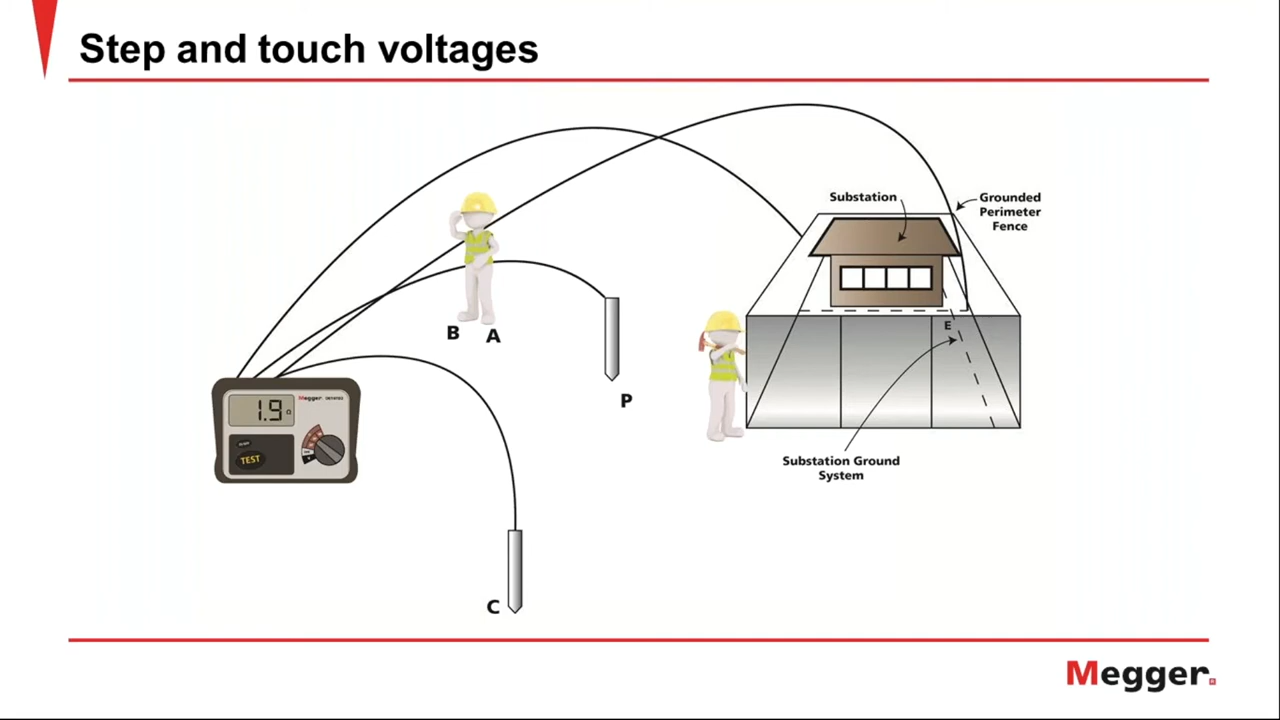 Step and touch voltages
Substation
Grounded
Perimeter
Fence
B
A
E
P
1.9
Ω
Megger.
TEST
Substation Ground
System
C
Megger.